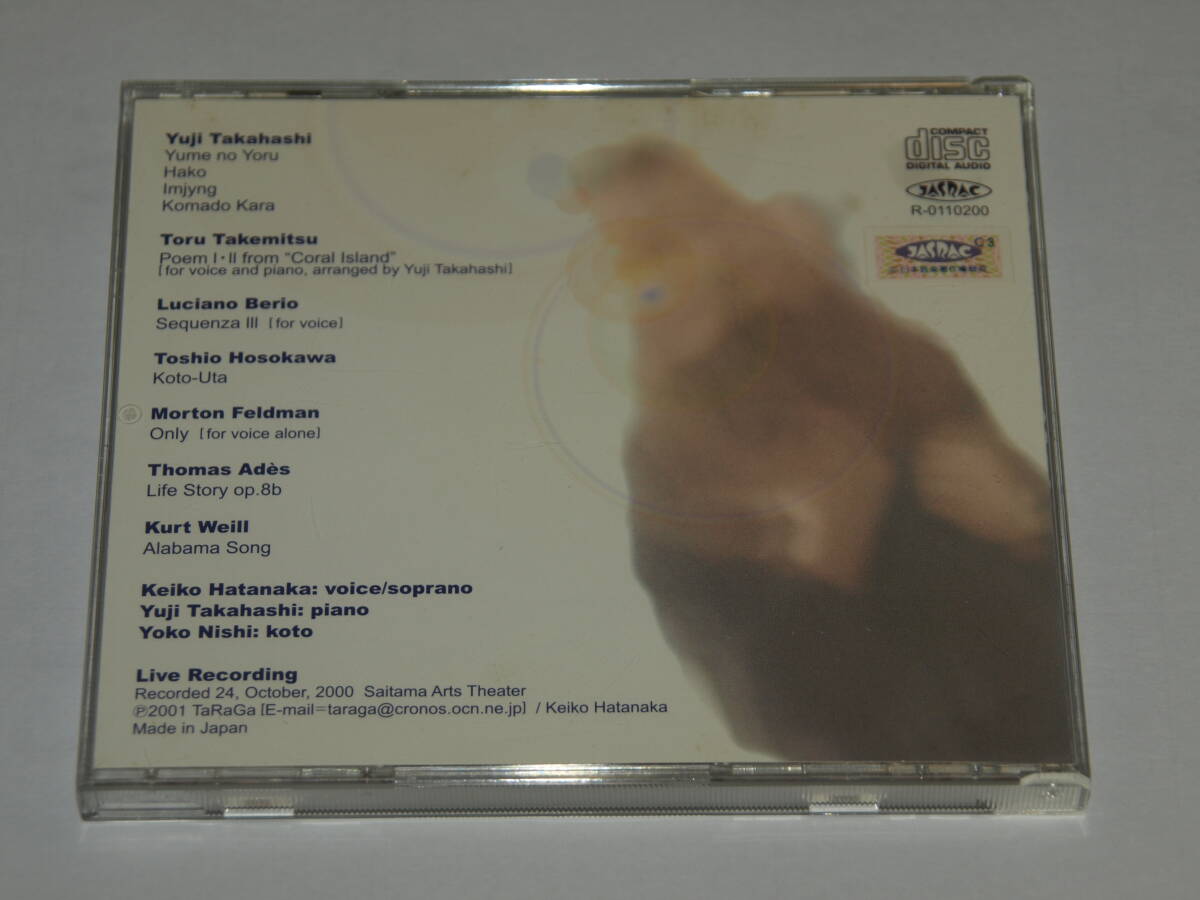 Yuji Takahashi
Yume no Yoru
Hako
Imjyng
Komado Kara
Toru Takemitsu
Poem I・II from "Coral Island"
[for voice and piano, arranged by Yuji Takahashi]
Luciano Berio
Sequenza III [for voice]
Toshio Hosokawa
Koto-Uta
Morton Feldman
Only [for voice alone]
Thomas Adès
Life Story op.8b
Kurt Weill
Alabama Song
Keiko Hatanaka: voice/soprano
Yuji Takahashi: piano
Yoko Nishi: koto
Live Recording
Recorded 24, October, 2000 Saitama Arts Theater
℗2001 TaRaGa [E-mail=taraga@cronos.ocn.ne.jp] / Keiko Hatanaka
Made in Japan
COMPACT
disc
DIGITAL AUDIO
JASRAC
R-0110200
JASRAC